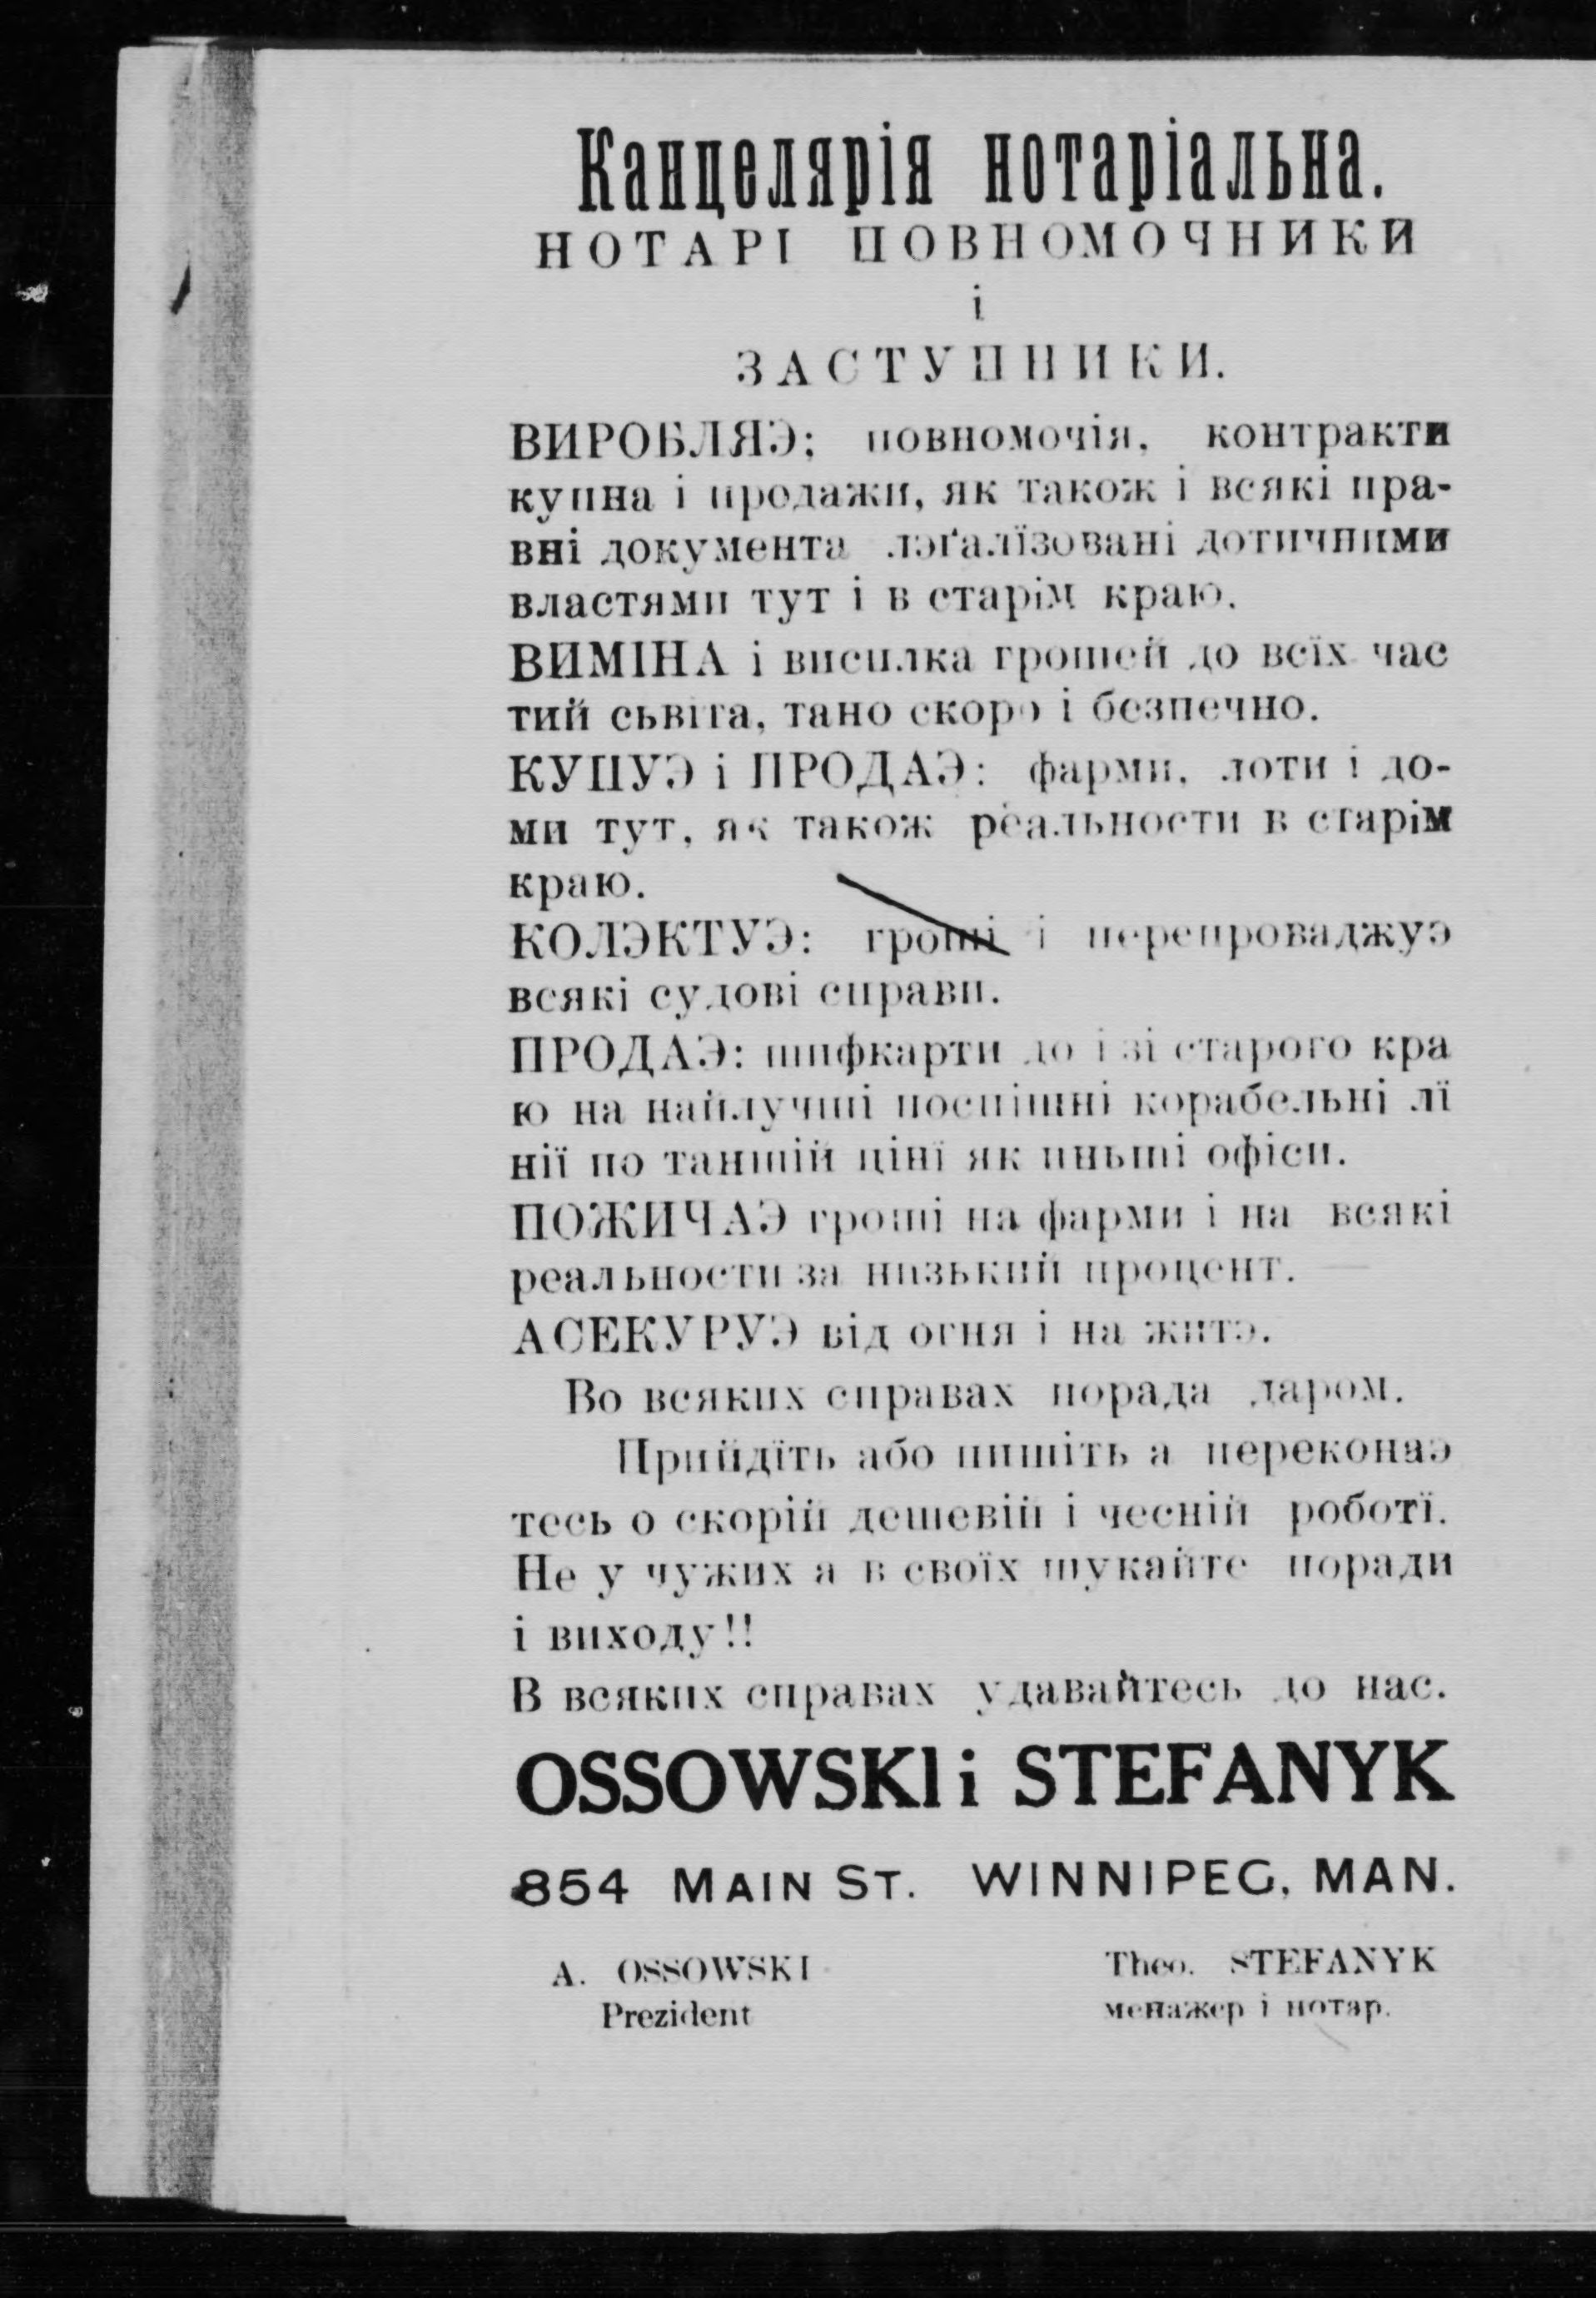 Канцелярія нотаріальна.
НОТАРІ ПОВНОМОЧНИКИ
і
ЗАСТУПНИКИ.
ВИРОБЛЯЭ; повномочія, контракти
купна і продажи, як також і всякі пра-
вні документа лэґалїзовані дотичними
властями тут і в старім краю.
ВИМІНА і висилка грошей до всїх час
тий сьвіта, тано скоро і безпечно.
КУПУЭ і ПРОДАЭ: фарми, лоти і до-
ми тут, як також реальности в старім
краю.
КОЛЭКТУЭ: гроші і перепроваджуэ
всякі судові справи.
ПРОДАЭ: шифкарти до і зі старого кра
ю на найлучші поспішні корабельні лї
нії по таншій цінї як иньші офіси.
ПОЖИЧАЭ гроші на фарми і на всякі
реальности за низький процент.
АСЕКУРУЭ від огня і на житэ.
Во всяких справах порада даром.
Прийдїть або пишіть а переконаэ
тесь о скорій дешевій і чесній роботї.
Не у чужих а в своїх шукайте поради
і виходу!!
В всяких справах удавайтесь до нас.
OSSOWSKI і STEFANYK
854 MAIN ST. WINNIPEG, MAN.
A. OSSOWSKI Theo. STEFANYK
Prezident менажер і нотар.